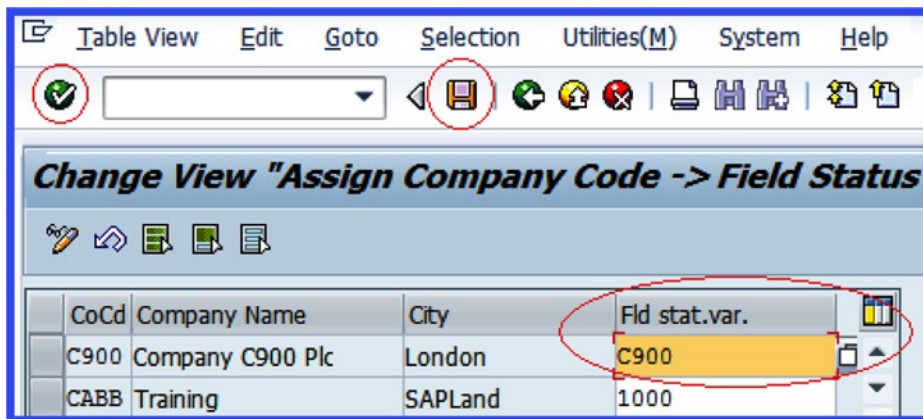 Table View Edit Goto Selection Utilities(M) System Help
Change View "Assign Company Code -> Field Status
CoCd Company Name City Fld stat.var.
C900 Company C900 Plc London C900
CABB Training SAPLand 1000